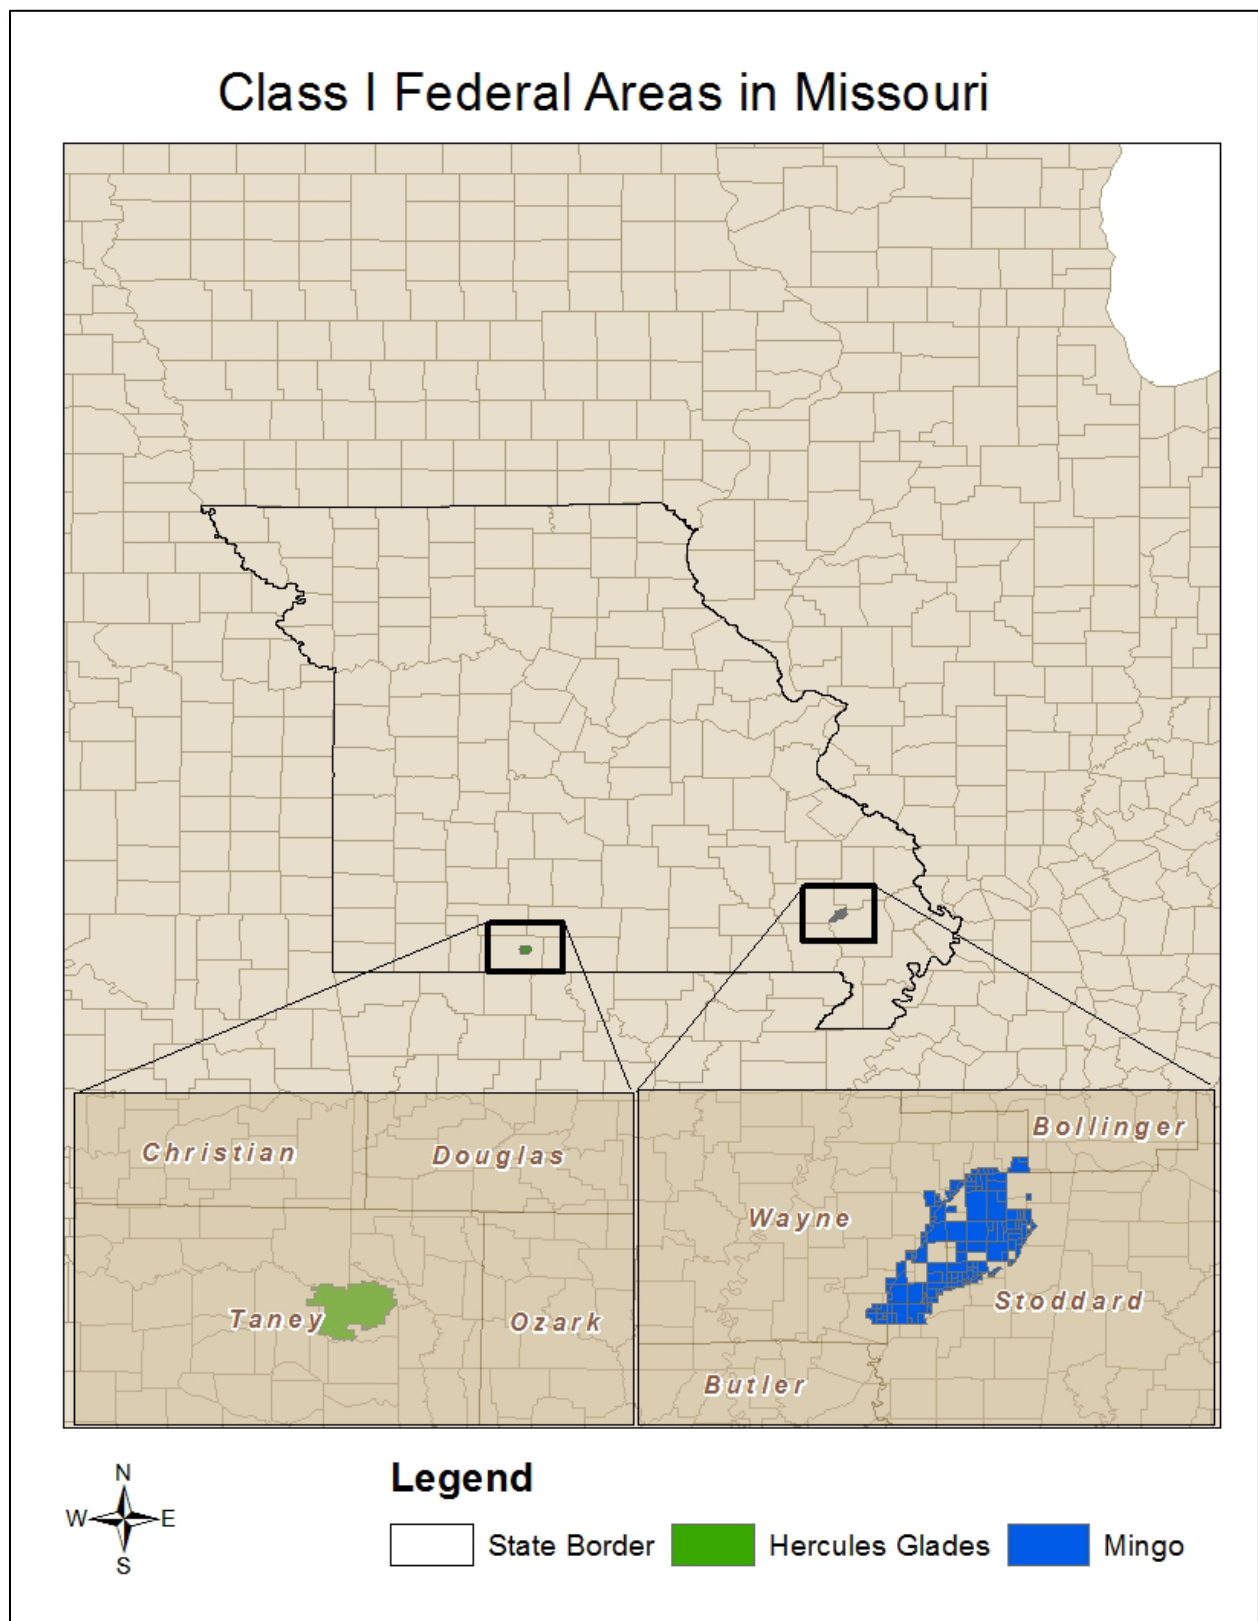 Class I Federal Areas in Missouri
Christian
Douglas
Taney
Ozark
Bollinger
Wayne
Stoddard
Butler
N
W E
S
Legend
State Border
Hercules Glades
Mingo